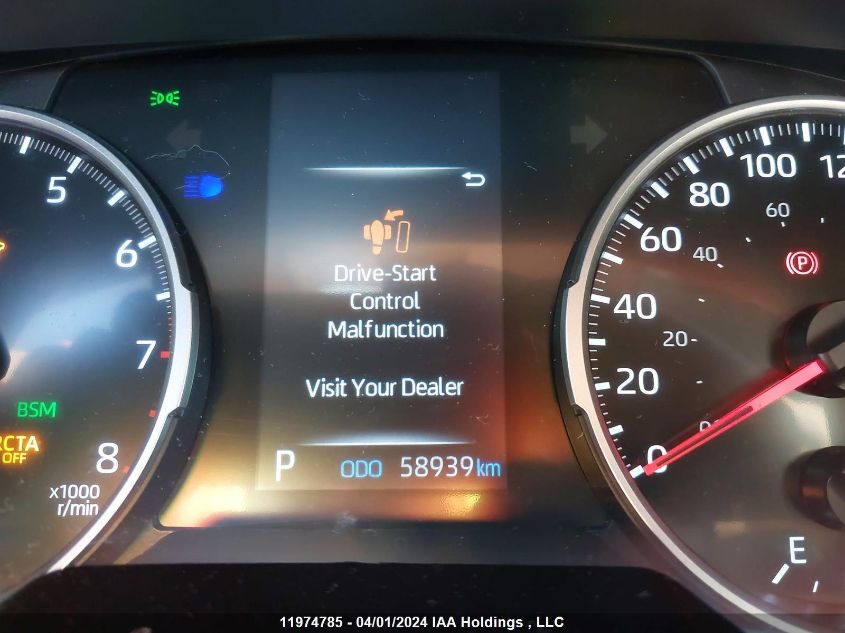 5
6
7
8
x1000
r/min
BSM
RCTA
OFF
Drive-Start
Control
Malfunction
Visit Your Dealer
P ODO 58939km
0
20
40
60
80
100
20
40
60
P
E
11974785 - 04/01/2024 IAA Holdings , LLC